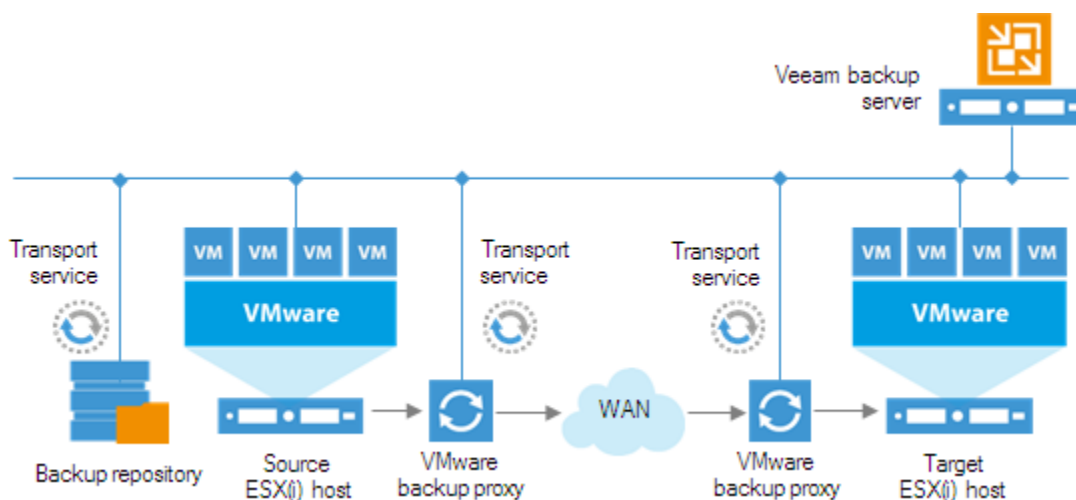 Veeam backup
server
Transport
service
VM VM VM VM
VMware
Transport
service
Transport
service
VM VM VM VM
VMware
WAN
Backup repository
Source
ESX(i) host
VMware
backup proxy
VMware
backup proxy
Target
ESX(i) host